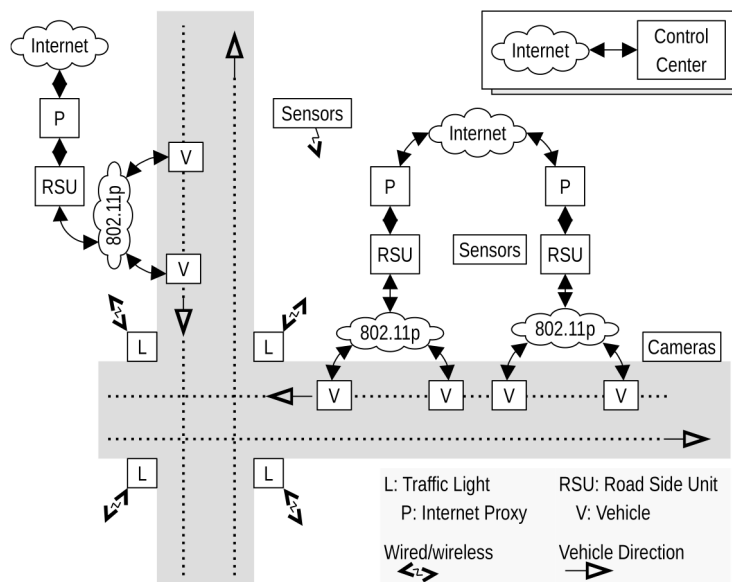 Internet
P
RSU
802.11p
V
V
Sensors
Internet
Control
Center
Internet
P
P
RSU
Sensors
RSU
802.11p
802.11p
L
L
Cameras
V
V
V
V
L
L
L: Traffic Light
RSU: Road Side Unit
P: Internet Proxy
V: Vehicle
Wired/wireless
Vehicle Direction